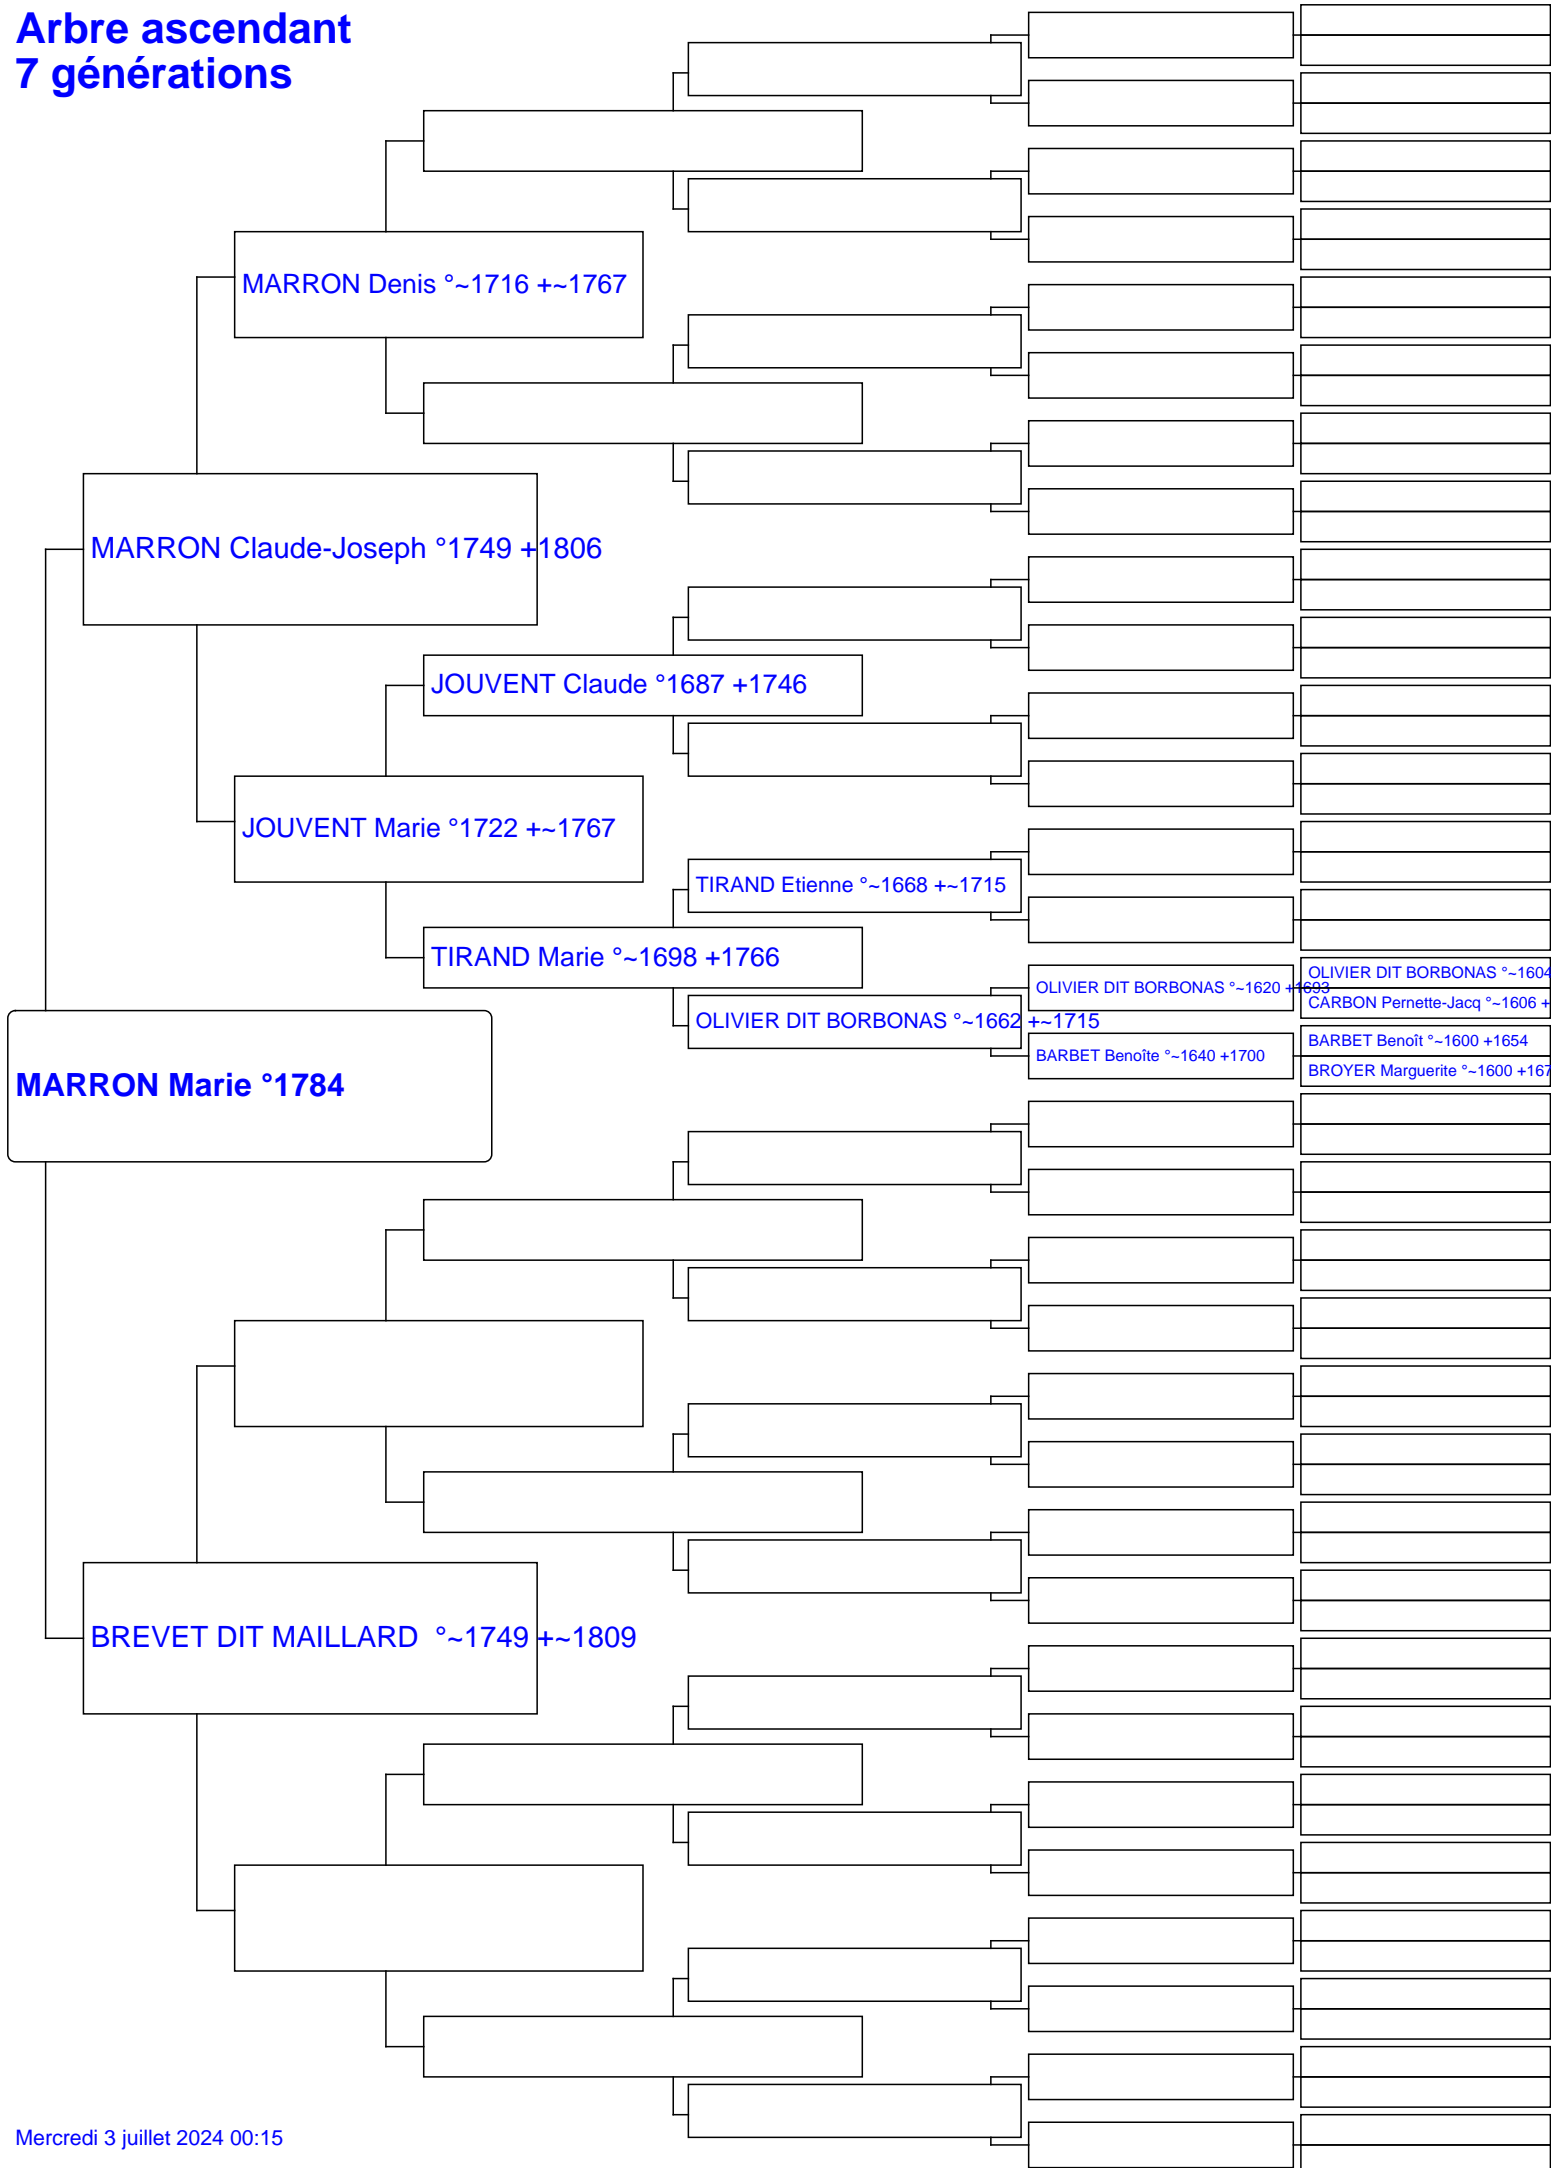 Arbre ascendant
7 générations
MARRON Denis °~1716 +~1767
MARRON Claude-Joseph °1749 +1806
JOUVENT Claude °1687 +1746
JOUVENT Marie °1722 +~1767
TIRAND Etienne °~1668 +~1715
TIRAND Marie °~1698 +1766
OLIVIER DIT BORBONAS °~1604
OLIVIER DIT BORBONAS °~1620 +1693
CARBON Pernette-Jacq °~1606 +
OLIVIER DIT BORBONAS °~1662 +~1715
BARBET Benoît °~1600 +1654
BARBET Benoîte °~1640 +1700
BROYER Marguerite °~1600 +167
MARRON Marie °1784
BREVET DIT MAILLARD °~1749 +~1809
Mercredi 3 juillet 2024 00:15